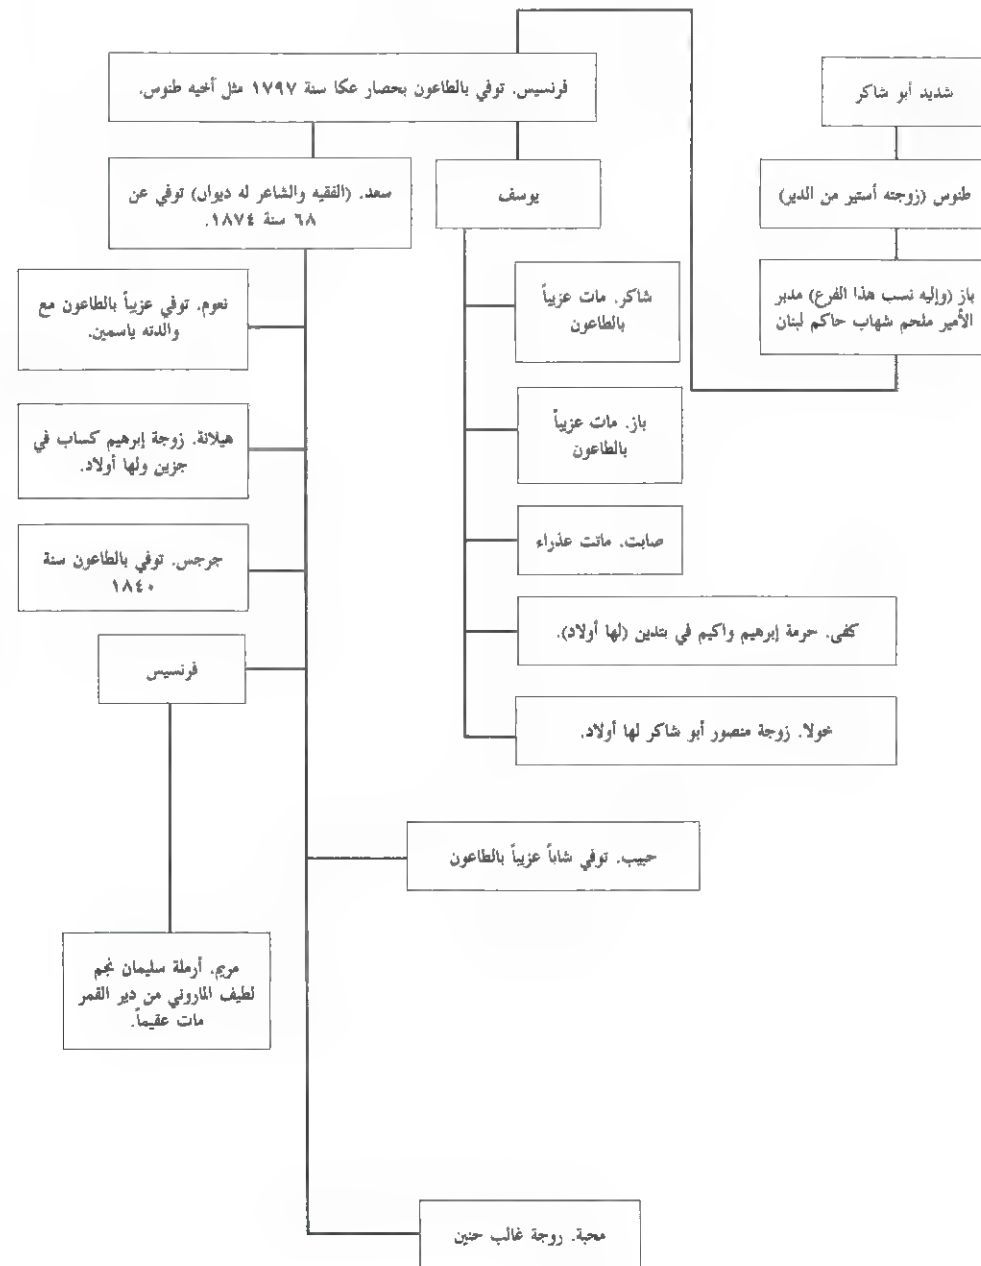 شديد أبو شاكر
طنوس (زوجته أستير من الدير)
باز (وإليه نسب هذا الفرع) مدبر
الأمير ملحم شهاب حاكم لبنان
فرنسيس. توفي بالطاعون بحصار عكا سنة ١٧٩٧ مثل أخيه طنوس.
يوسف
شاكر. مات عزيباً
بالطاعون
باز. مات عزيباً
بالطاعون
صابت. ماتت عذراء
كفى. حرمة إبرهيم واكيم في بتدين (لها أولاد).
خولا. زوجة منصور أبو شاكر لها أولاد.
سعد. (الفقيه والشاعر له ديوان) توفي عن
٦٨ سنة ١٨٧٤.
نعوم. توفي عزيباً بالطاعون مع
والدته ياسمين.
هيلانة. زوجة إبرهيم كساب في
جزين ولها أولاد.
جرجس. توفي بالطاعون سنة
١٨٤٠
فرنسيس
مريم. أرملة سليمان نجم
لطيف الماروني من دير القمر
مات عقيماً.
حبيب. توفي شاباً عزيباً بالطاعون
محبة. روجة غالب حنين